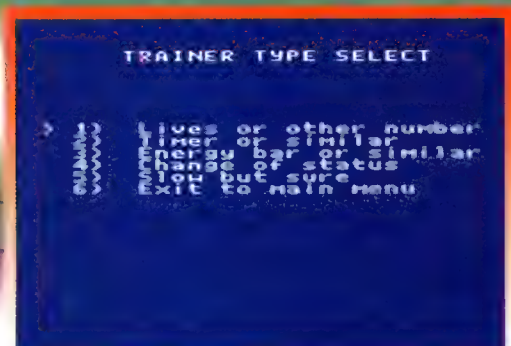 TRAINER TYPE SELECT
> 1> Lives or other number
2> Timer or similar
3> Energy bar or similar
4> Change of status
5> Slow but sure
6> Exit to main menu